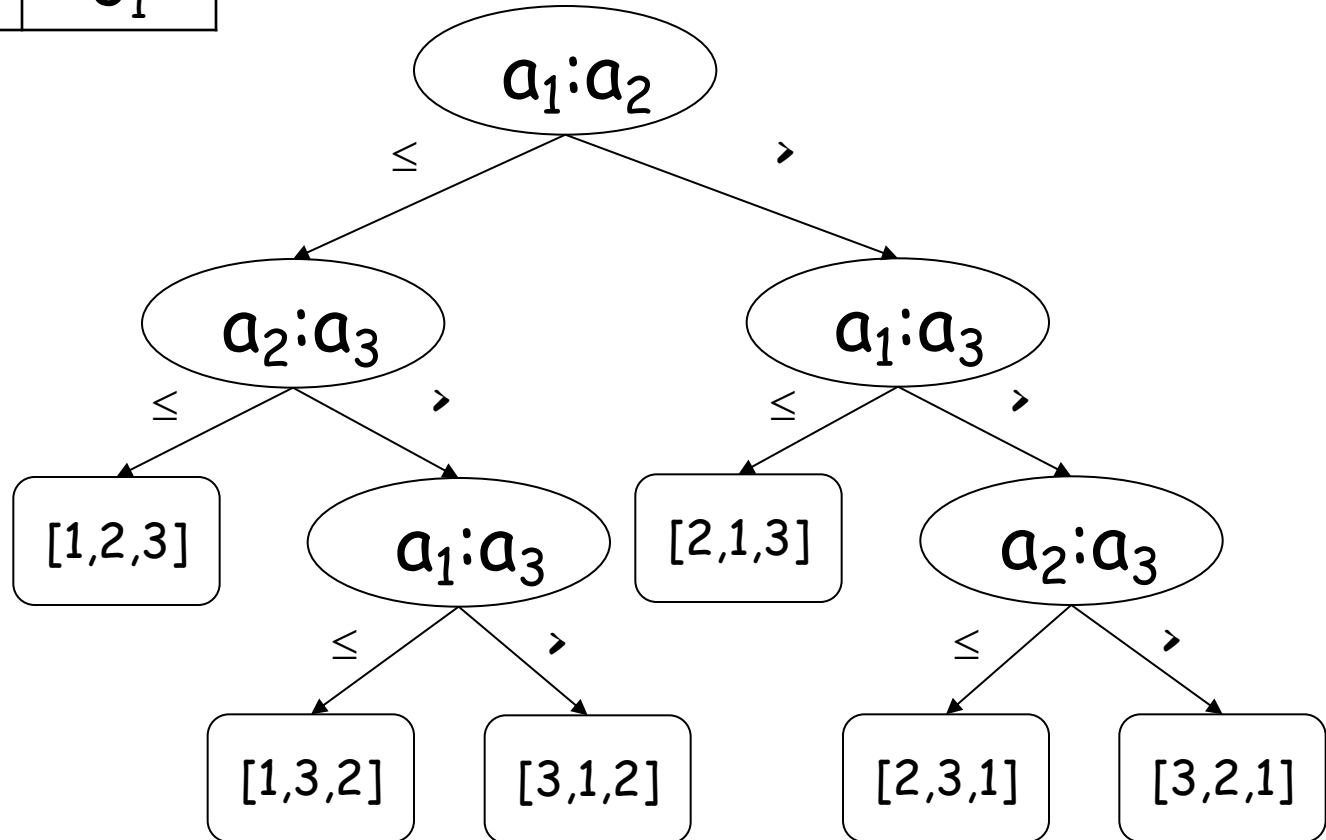 a₁:a₂
≤ >
a₂:a₃ a₁:a₃
≤ > ≤ >
[1,2,3] a₁:a₃ [2,1,3] a₂:a₃
≤ > ≤ >
[1,3,2] [3,1,2] [2,3,1] [3,2,1]